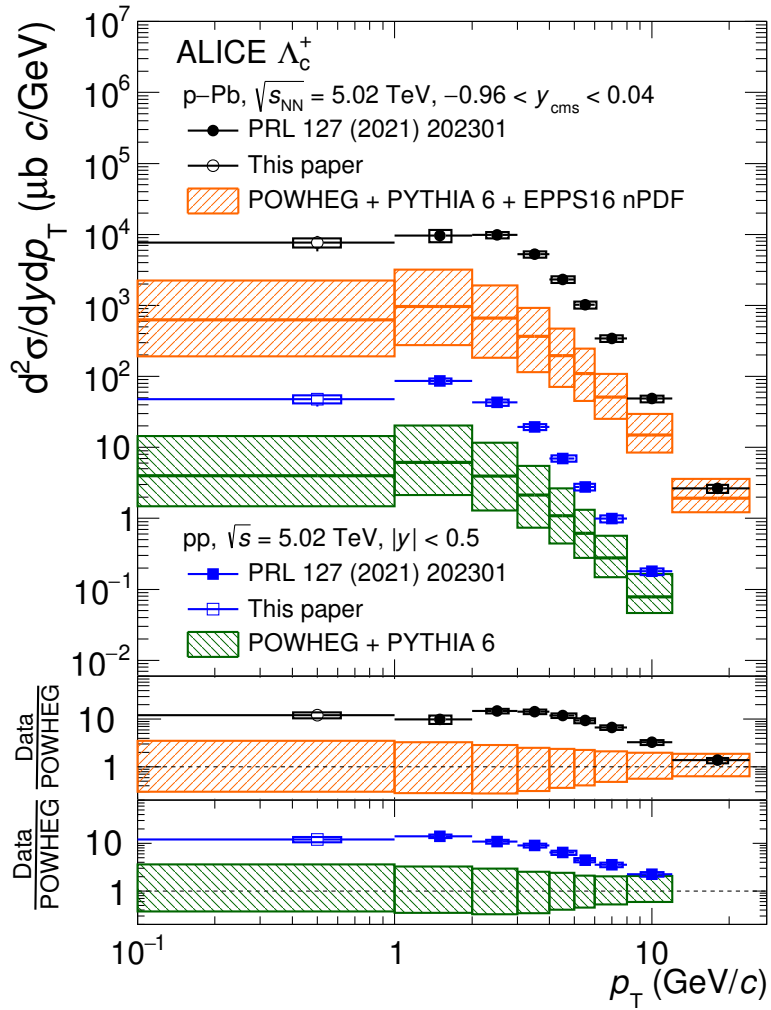 ALICE Λc+
p−Pb, √sNN = 5.02 TeV, −0.96 < ycms < 0.04
PRL 127 (2021) 202301
This paper
POWHEG + PYTHIA 6 + EPPS16 nPDF
pp, √s = 5.02 TeV, |y| < 0.5
PRL 127 (2021) 202301
This paper
POWHEG + PYTHIA 6
d²σ/dydpT (μb c/GeV)
10⁷
10⁶
10⁵
10⁴
10³
10²
10
1
10⁻¹
10⁻²
Data
POWHEG
10
1
Data
POWHEG
10
1
10⁻¹
1
10
pT (GeV/c)